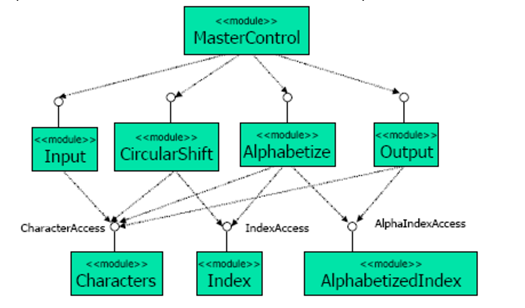 <<module>>
MasterControl
<<module>>
Input
<<module>>
CircularShift
<<module>>
Alphabetize
<<module>>
Output
CharacterAccess
IndexAccess
AlphaIndexAccess
<<module>>
Characters
<<module>>
Index
<<module>>
AlphabetizedIndex